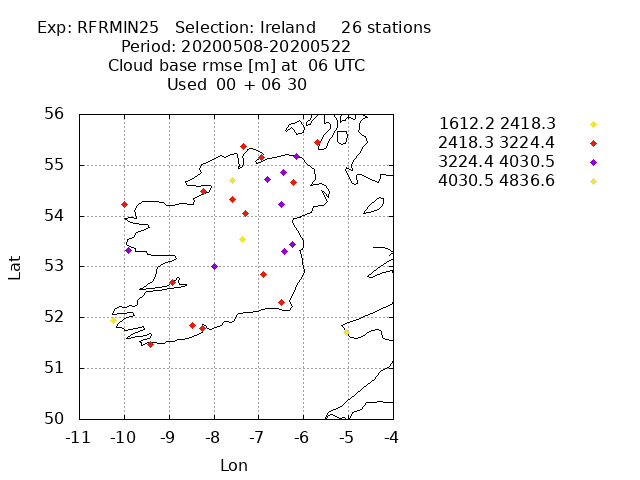 Exp: RFRMIN25   Selection: Ireland     26 stations
Period: 20200508-20200522
Cloud base rmse [m] at  06 UTC
Used  00 + 06 30
1612.2 2418.3
2418.3 3224.4
3224.4 4030.5
4030.5 4836.6
56
55
54
53
52
51
50
Lat
-11 -10 -9 -8 -7 -6 -5 -4
Lon